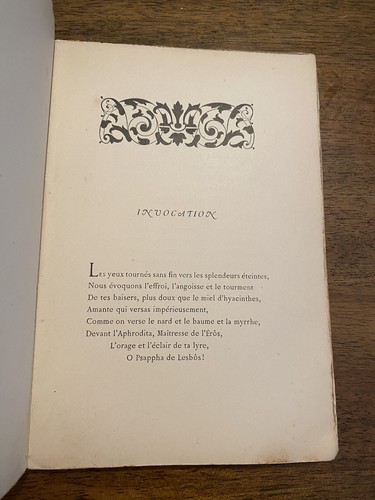 INVOCATION
Les yeux tournés sans fin vers les splendeurs éteintes,
Nous évoquons l'effroi, l'angoisse et le tourment
De tes baisers, plus doux que le miel d'hyacinthes,
Amante qui versas impérieusement,
Comme on verse le nard et le baume et la myrrhe,
Devant l'Aphrodita, Maîtresse de l'Érôs,
L'orage et l'éclair de ta lyre,
O Psappha de Lesbôs!